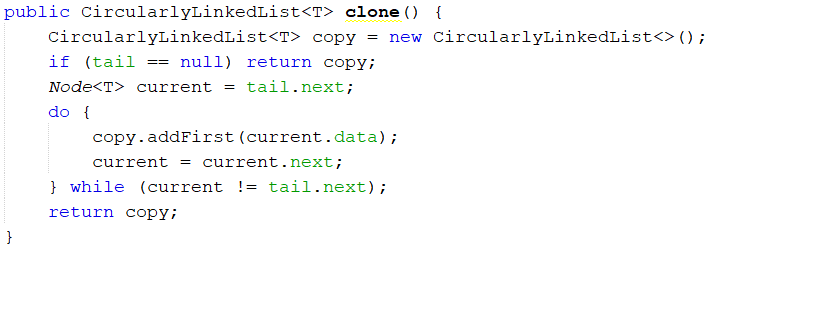 public CircularlyLinkedList<T> clone() {
    CircularlyLinkedList<T> copy = new CircularlyLinkedList<>();
    if (tail == null) return copy;
    Node<T> current = tail.next;
    do {
        copy.addFirst(current.data);
        current = current.next;
    } while (current != tail.next);
    return copy;
}